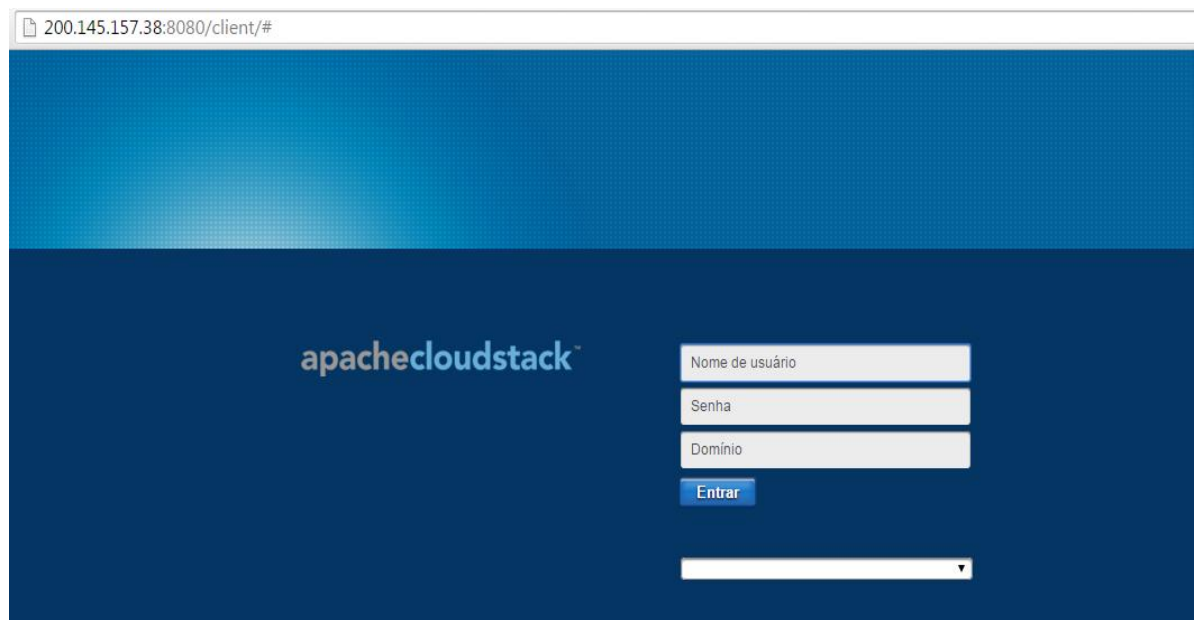 200.145.157.38:8080/client/#
apachecloudstack™
Nome de usuário
Senha
Domínio
Entrar